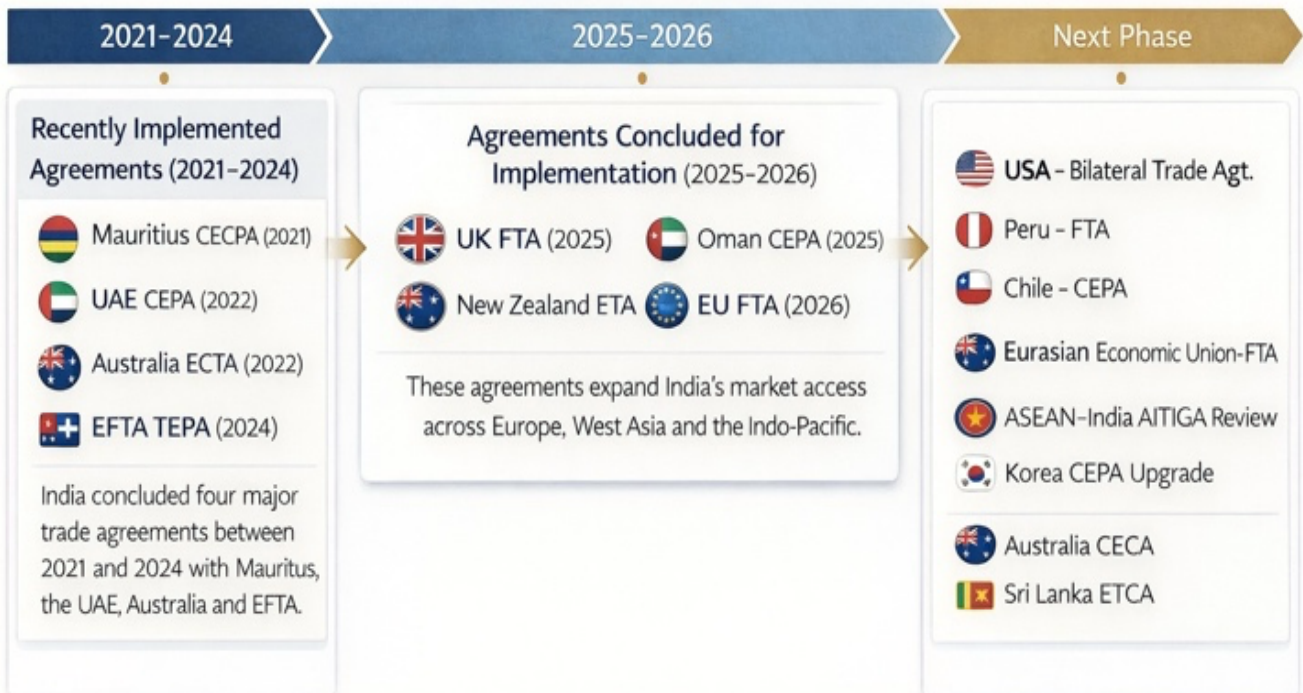 2021–2024
2025–2026
Next Phase
Recently Implemented
Agreements (2021–2024)
Mauritius CECPA (2021)
UAE CEPA (2022)
Australia ECTA (2022)
EFTA TEPA (2024)
India concluded four major
trade agreements between
2021 and 2024 with Mauritus,
the UAE, Australia and EFTA.
Agreements Concluded for
Implementation (2025–2026)
UK FTA (2025)
Oman CEPA (2025)
New Zealand ETA
EU FTA (2026)
These agreements expand India's market access
across Europe, West Asia and the Indo-Pacific.
USA – Bilateral Trade Agt.
Peru – FTA
Chile – CEPA
Eurasian Economic Union-FTA
ASEAN–India AITIGA Review
Korea CEPA Upgrade
Australia CECA
Sri Lanka ETCA